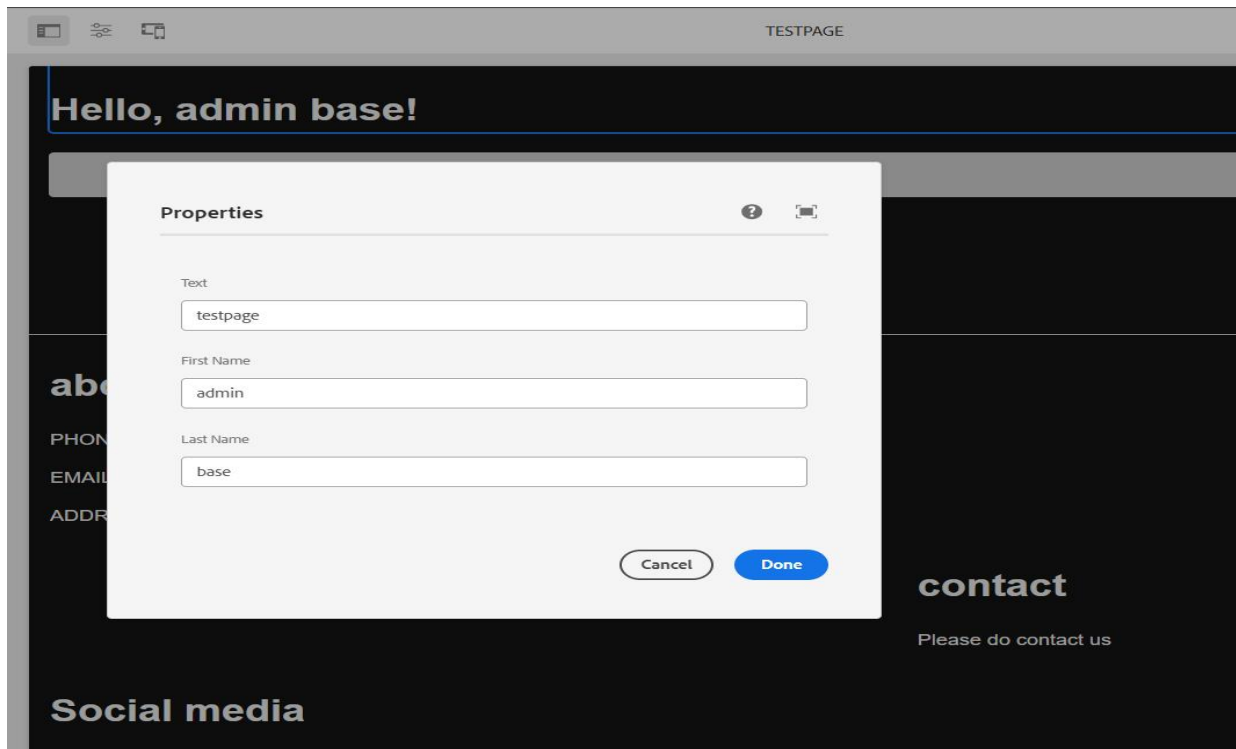 TESTPAGE
Hello, admin base!
Properties
Text
testpage
First Name
admin
Last Name
base
Cancel
Done
contact
Please do contact us
Social media